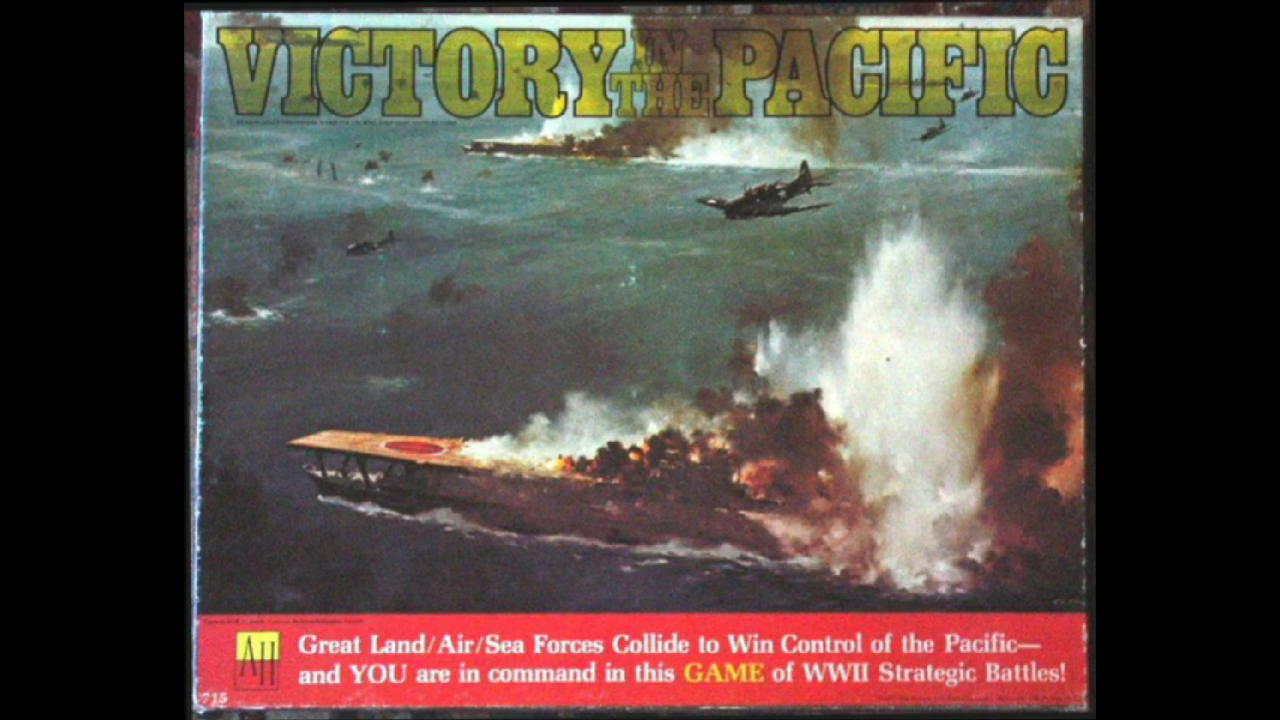 VICTORY IN THE PACIFIC
AH
Great Land/Air/Sea Forces Collide to Win Control of the Pacific—
and YOU are in command in this GAME of WWII Strategic Battles!
715